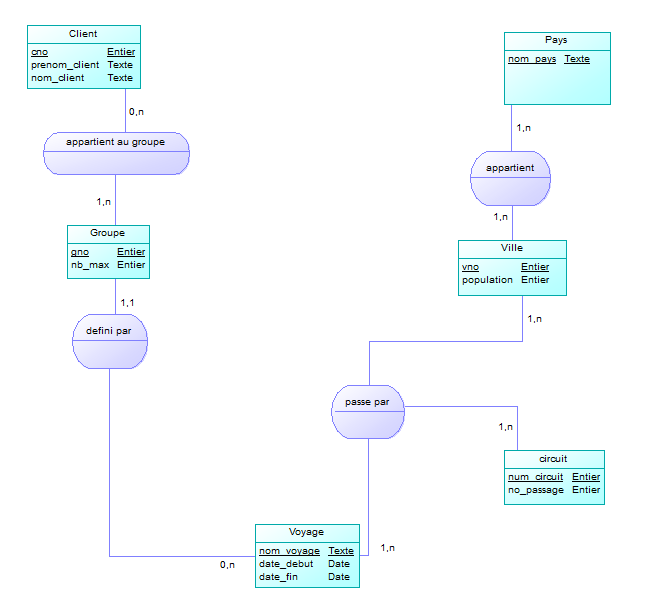 Client
cno Entier
prenom_client Texte
nom_client Texte
0,n
appartient au groupe
1,n
Groupe
gno Entier
nb_max Entier
1,1
defini par
0,n
Voyage
nom_voyage Texte
date_debut Date
date_fin Date
1,n
passe par
1,n
circuit
num_circuit Entier
no_passage Entier
1,n
Ville
vno Entier
population Entier
1,n
appartient
1,n
Pays
nom_pays Texte